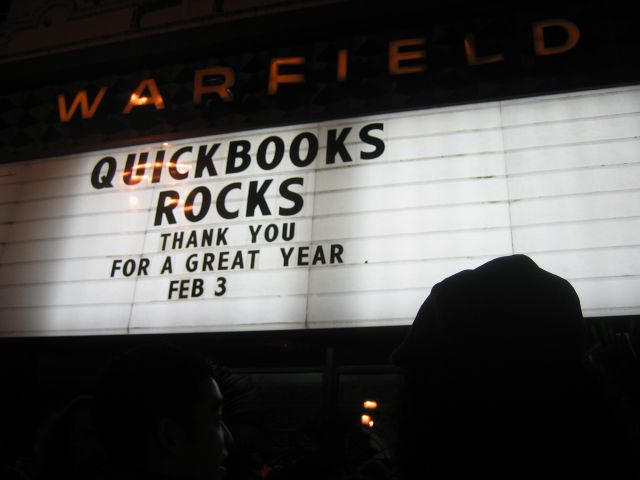 WARFIELD
QUICKBOOKS
ROCKS
THANK YOU
FOR A GREAT YEAR .
FEB 3